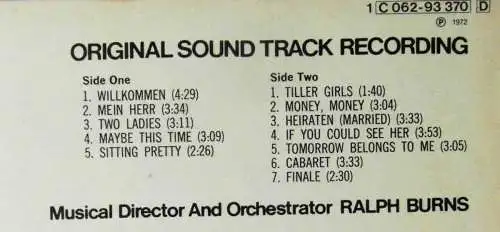 1 C 062-93 370 D
Ⓟ 1972
ORIGINAL SOUND TRACK RECORDING
Side One
1. WILLKOMMEN (4:29)
2. MEIN HERR (3:34)
3. TWO LADIES (3:11)
4. MAYBE THIS TIME (3:09)
5. SITTING PRETTY (2:26)
Side Two
1. TILLER GIRLS (1:40)
2. MONEY, MONEY (3:04)
3. HEIRATEN (MARRIED) (3:33)
4. IF YOU COULD SEE HER (3:53)
5. TOMORROW BELONGS TO ME (3:05)
6. CABARET (3:33)
7. FINALE (2:30)
Musical Director And Orchestrator RALPH BURNS